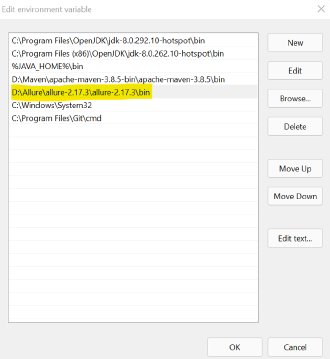 Edit environment variable
C:\Program Files\OpenJDK\jdk-8.0.292.10-hotspot\bin
C:\Program Files (x86)\OpenJDK\jdk-8.0.262.10-hotspot\bin
%JAVA_HOME%\bin
D:\Maven\apache-maven-3.8.5-bin\apache-maven-3.8.5\bin
D:\Allure\allure-2.17.3\allure-2.17.3\bin
C:\Windows\System32
C:\Program Files\Git\cmd
New
Edit
Browse...
Delete
Move Up
Move Down
Edit text...
OK
Cancel